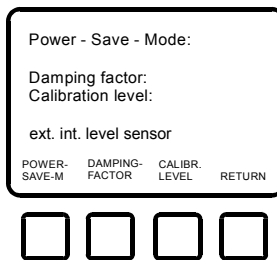 Power - Save - Mode:
Damping factor:
Calibration level:
ext. int. level sensor
POWER- DAMPING- CALIBR.
SAVE-M FACTOR LEVEL RETURN